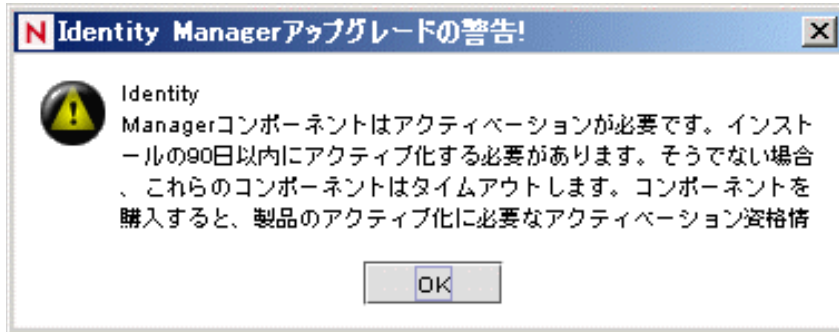 N Identity Managerアップグレードの警告!
Identity
Managerコンポーネントはアクティベーションが必要です。インスト
ールの90日以内にアクティブ化する必要があります。そうでない場合
、これらのコンポーネントはタイムアウトします。コンポーネントを
購入すると、製品のアクティブ化に必要なアクティベーション資格情
OK